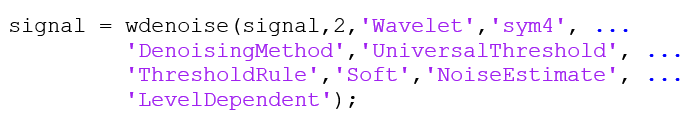 signal = wdenoise(signal,2,'Wavelet','sym4', ...
'DenoisingMethod','UniversalThreshold', ...
'ThresholdRule','Soft','NoiseEstimate', ...
'LevelDependent');